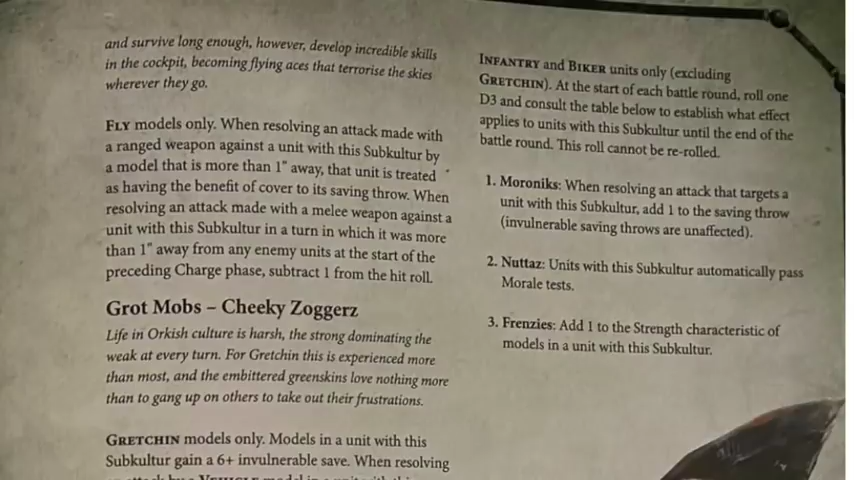 and survive long enough, however, develop incredible skills
in the cockpit, becoming flying aces that terrorise the skies
wherever they go.
FLY models only. When resolving an attack made with
a ranged weapon against a unit with this Subkultur by
a model that is more than 1" away, that unit is treated
as having the benefit of cover to its saving throw. When
resolving an attack made with a melee weapon against a
unit with this Subkultur in a turn in which it was more
than 1" away from any enemy units at the start of the
preceding Charge phase, subtract 1 from the hit roll.
Grot Mobs – Cheeky Zoggerz
Life in Orkish culture is harsh, the strong dominating the
weak at every turn. For Gretchin this is experienced more
than most, and the embittered greenskins love nothing more
than to gang up on others to take out their frustrations.
GRETCHIN models only. Models in a unit with this
Subkultur gain a 6+ invulnerable save. When resolving
VEHICLE
INFANTRY and BIKER units only (excluding
GRETCHIN). At the start of each battle round, roll one
D3 and consult the table below to establish what effect
applies to units with this Subkultur until the end of the
battle round. This roll cannot be re-rolled.
1. Moroniks: When resolving an attack that targets a
unit with this Subkultur, add 1 to the saving throw
(invulnerable saving throws are unaffected).
2. Nuttaz: Units with this Subkultur automatically pass
Morale tests.
3. Frenzies: Add 1 to the Strength characteristic of
models in a unit with this Subkultur.